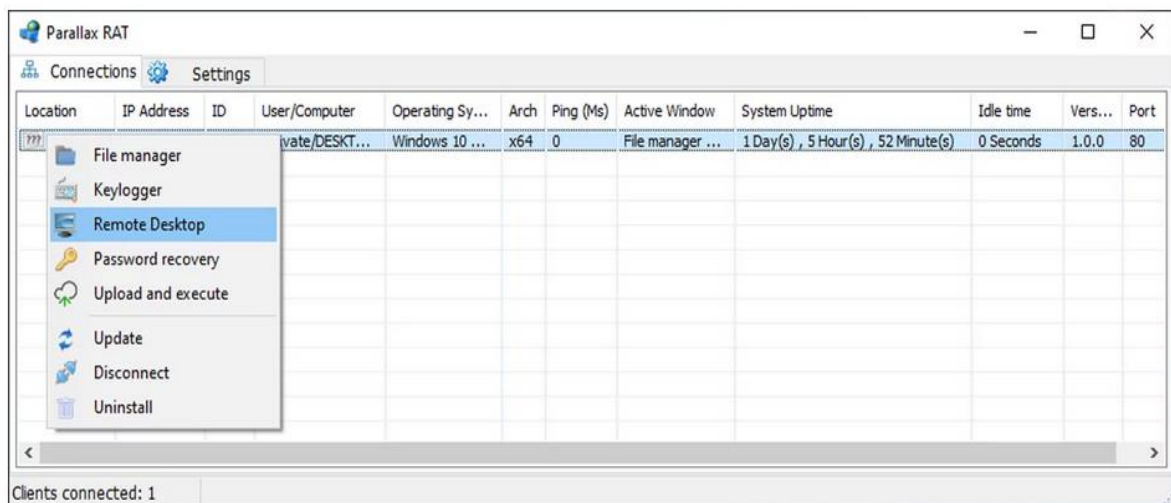 Parallax RAT
Connections Settings
Location IP Address ID User/Computer Operating Sy... Arch Ping (Ms) Active Window System Uptime Idle time Vers... Port
??? ivate/DESKT... Windows 10 ... x64 0 File manager ... 1 Day(s) , 5 Hour(s) , 52 Minute(s) 0 Seconds 1.0.0 80
File manager
Keylogger
Remote Desktop
Password recovery
Upload and execute
Update
Disconnect
Uninstall
Clients connected: 1